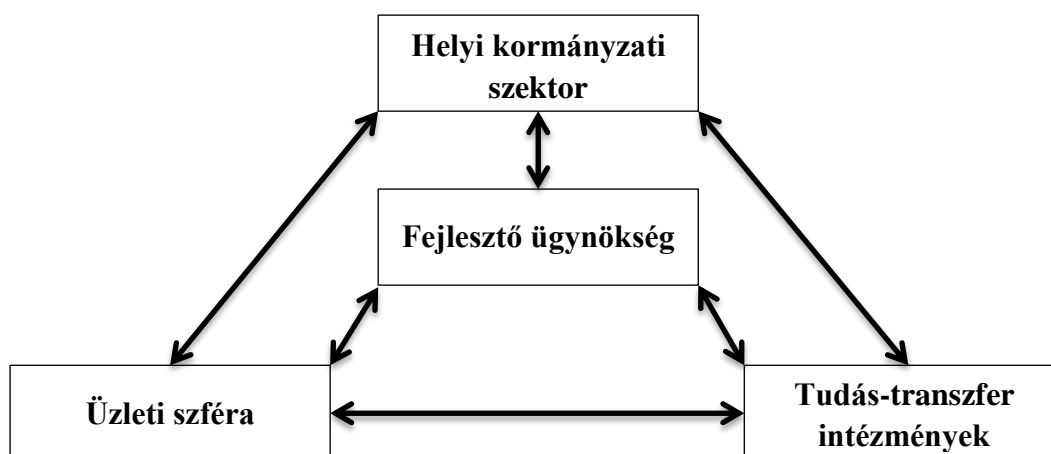 Helyi kormányzati
szektor
Fejlesztő ügynökség
Üzleti szféra
Tudás-transzfer
intézmények